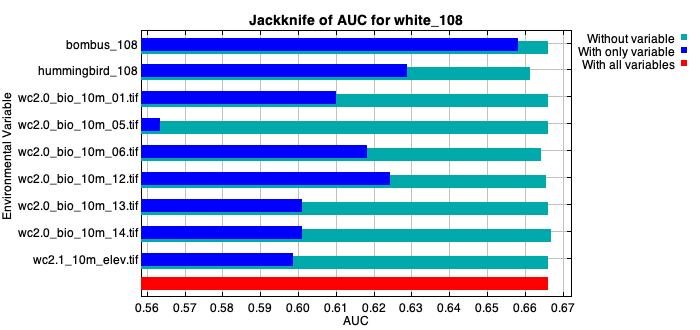 Jackknife of AUC for white_108
Without variable
With only variable
With all variables
Environmental Variable
bombus_108
hummingbird_108
wc2.0_bio_10m_01.tif
wc2.0_bio_10m_05.tif
wc2.0_bio_10m_06.tif
wc2.0_bio_10m_12.tif
wc2.0_bio_10m_13.tif
wc2.0_bio_10m_14.tif
wc2.1_10m_elev.tif
0.56 0.57 0.58 0.59 0.60 0.61 0.62 0.63 0.64 0.65 0.66 0.67
AUC